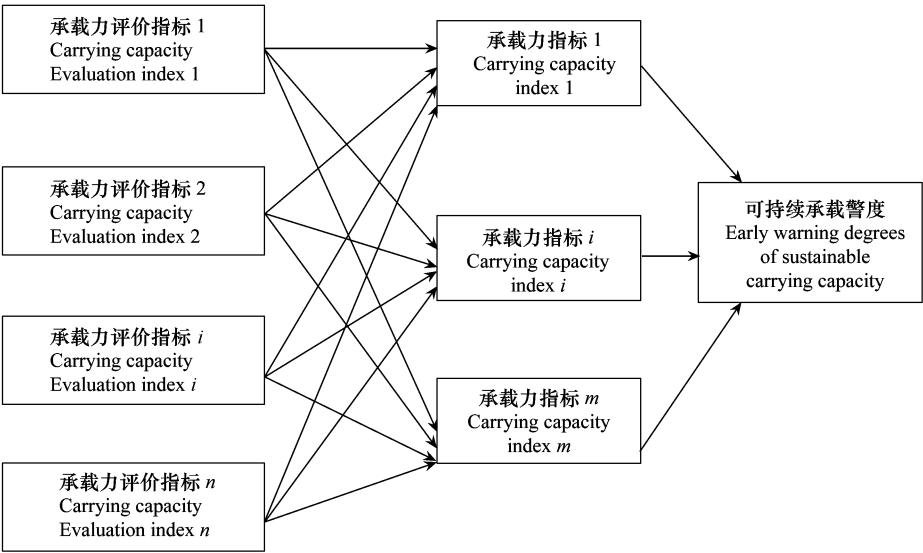 承载力评价指标 1
Carrying capacity
Evaluation index 1
承载力评价指标 2
Carrying capacity
Evaluation index 2
承载力评价指标 i
Carrying capacity
Evaluation index i
承载力评价指标 n
Carrying capacity
Evaluation index n
承载力指标 1
Carrying capacity
index 1
承载力指标 i
Carrying capacity
index i
承载力指标 m
Carrying capacity
index m
可持续承载警度
Early warning degrees
of sustainable
carrying capacity